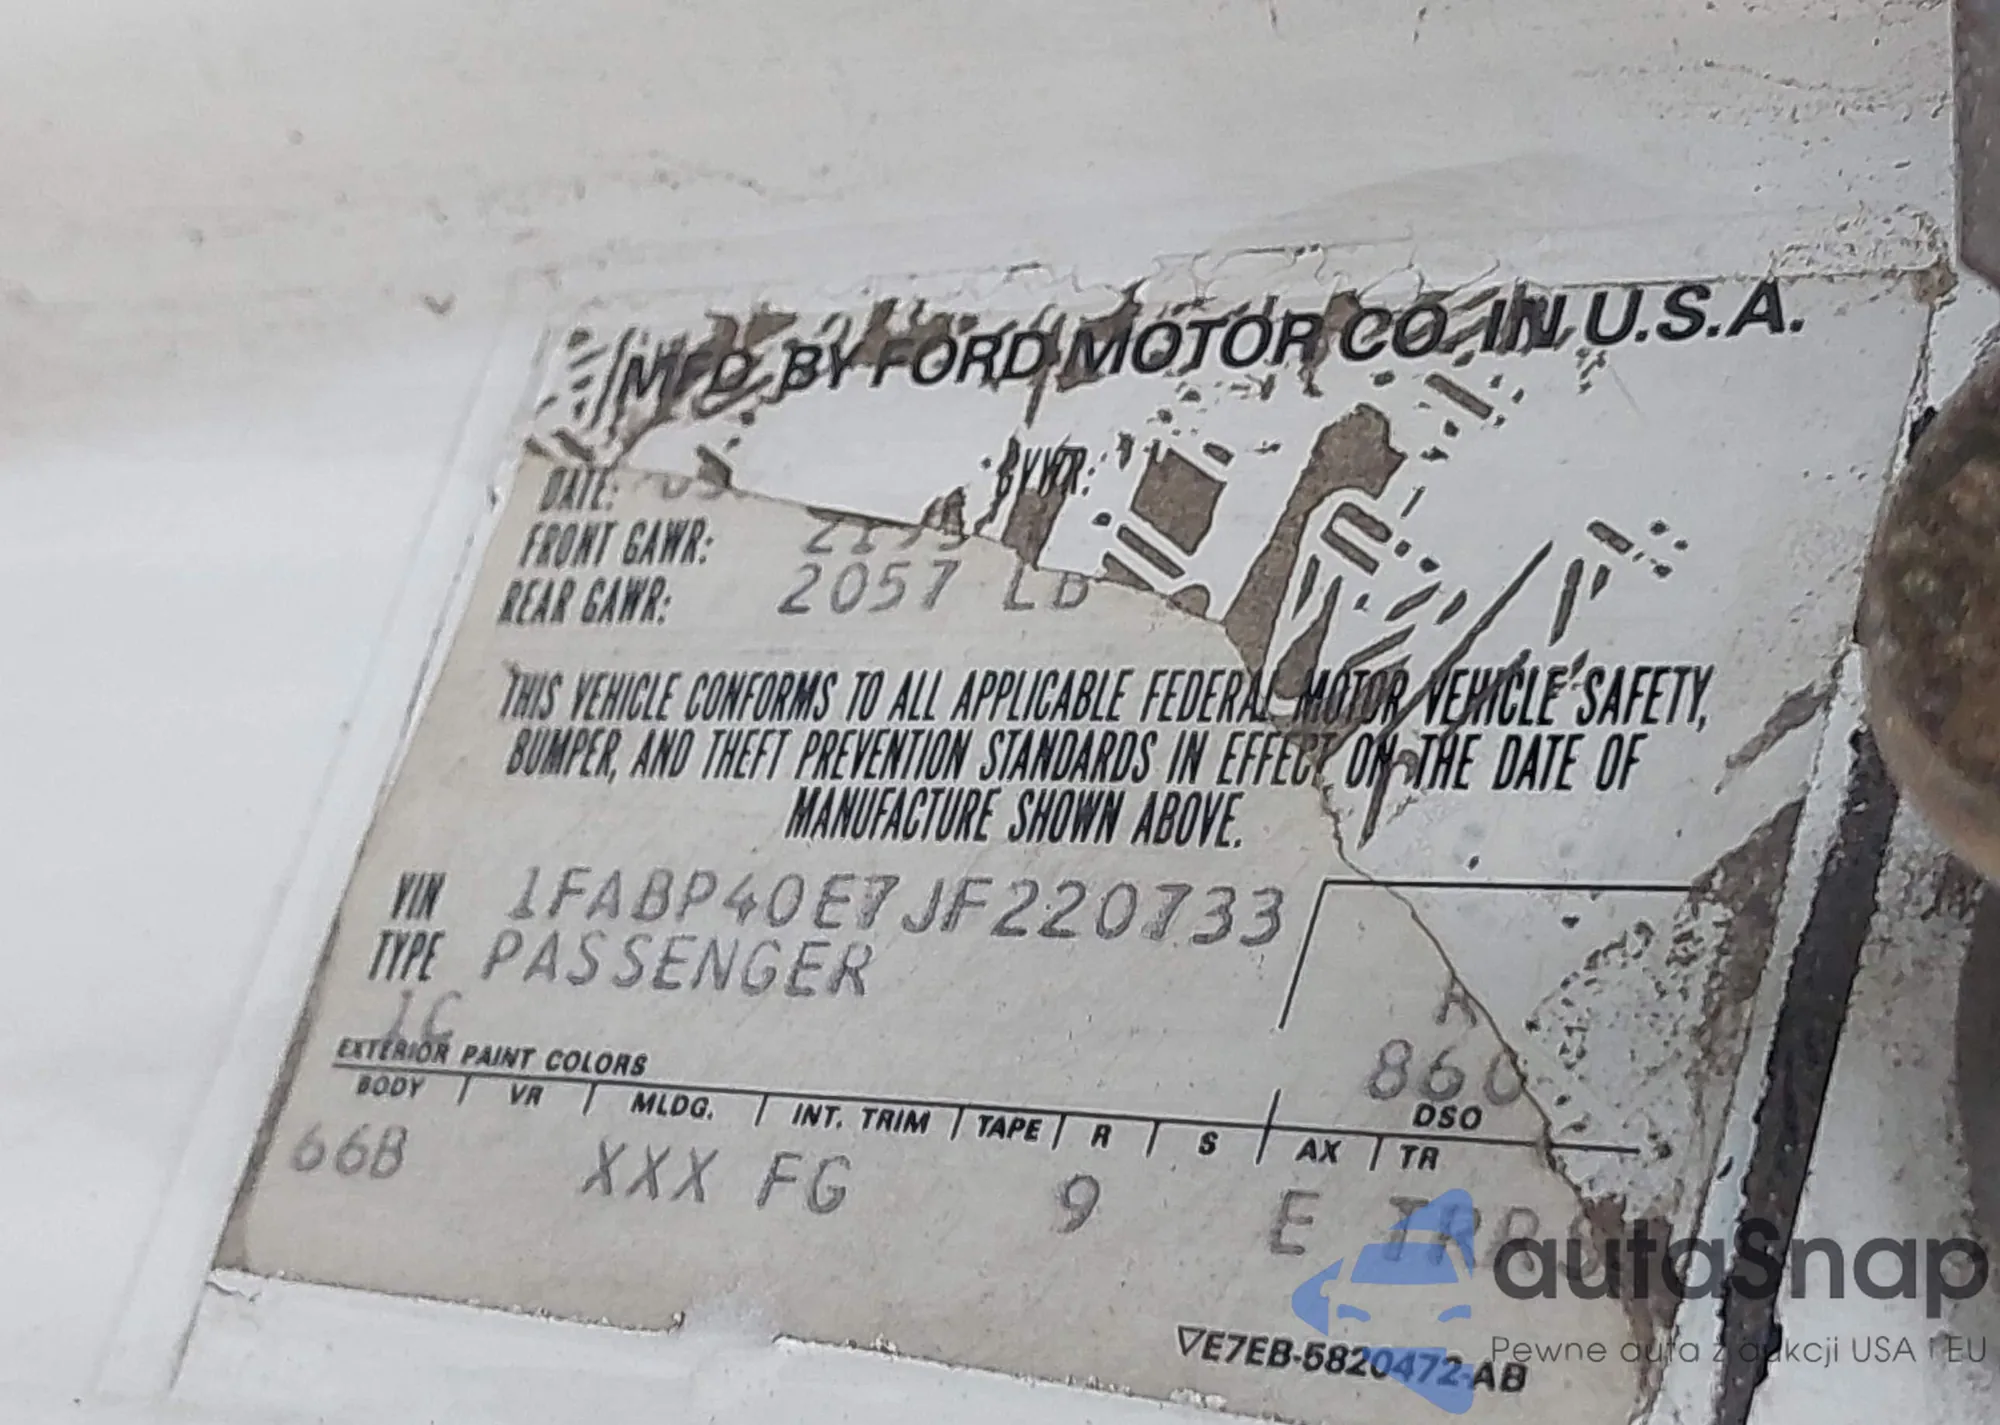 MFD. BY FORD MOTOR CO. IN U.S.A.
DATE: GVWR:
FRONT GAWR:
REAR GAWR: 2057 LB
THIS VEHICLE CONFORMS TO ALL APPLICABLE FEDERAL MOTOR VEHICLE SAFETY,
BUMPER, AND THEFT PREVENTION STANDARDS IN EFFECT ON THE DATE OF
MANUFACTURE SHOWN ABOVE.
VIN 1FABP40E7JF220733
TYPE PASSENGER
1C
EXTERIOR PAINT COLORS DSO
BODY VR MLDG. INT. TRIM TAPE R S AX TR
66B XXX FG 9 E
▽E7EB-5820472-AB
autaSnap
Pewne auta z aukcji USA i EU